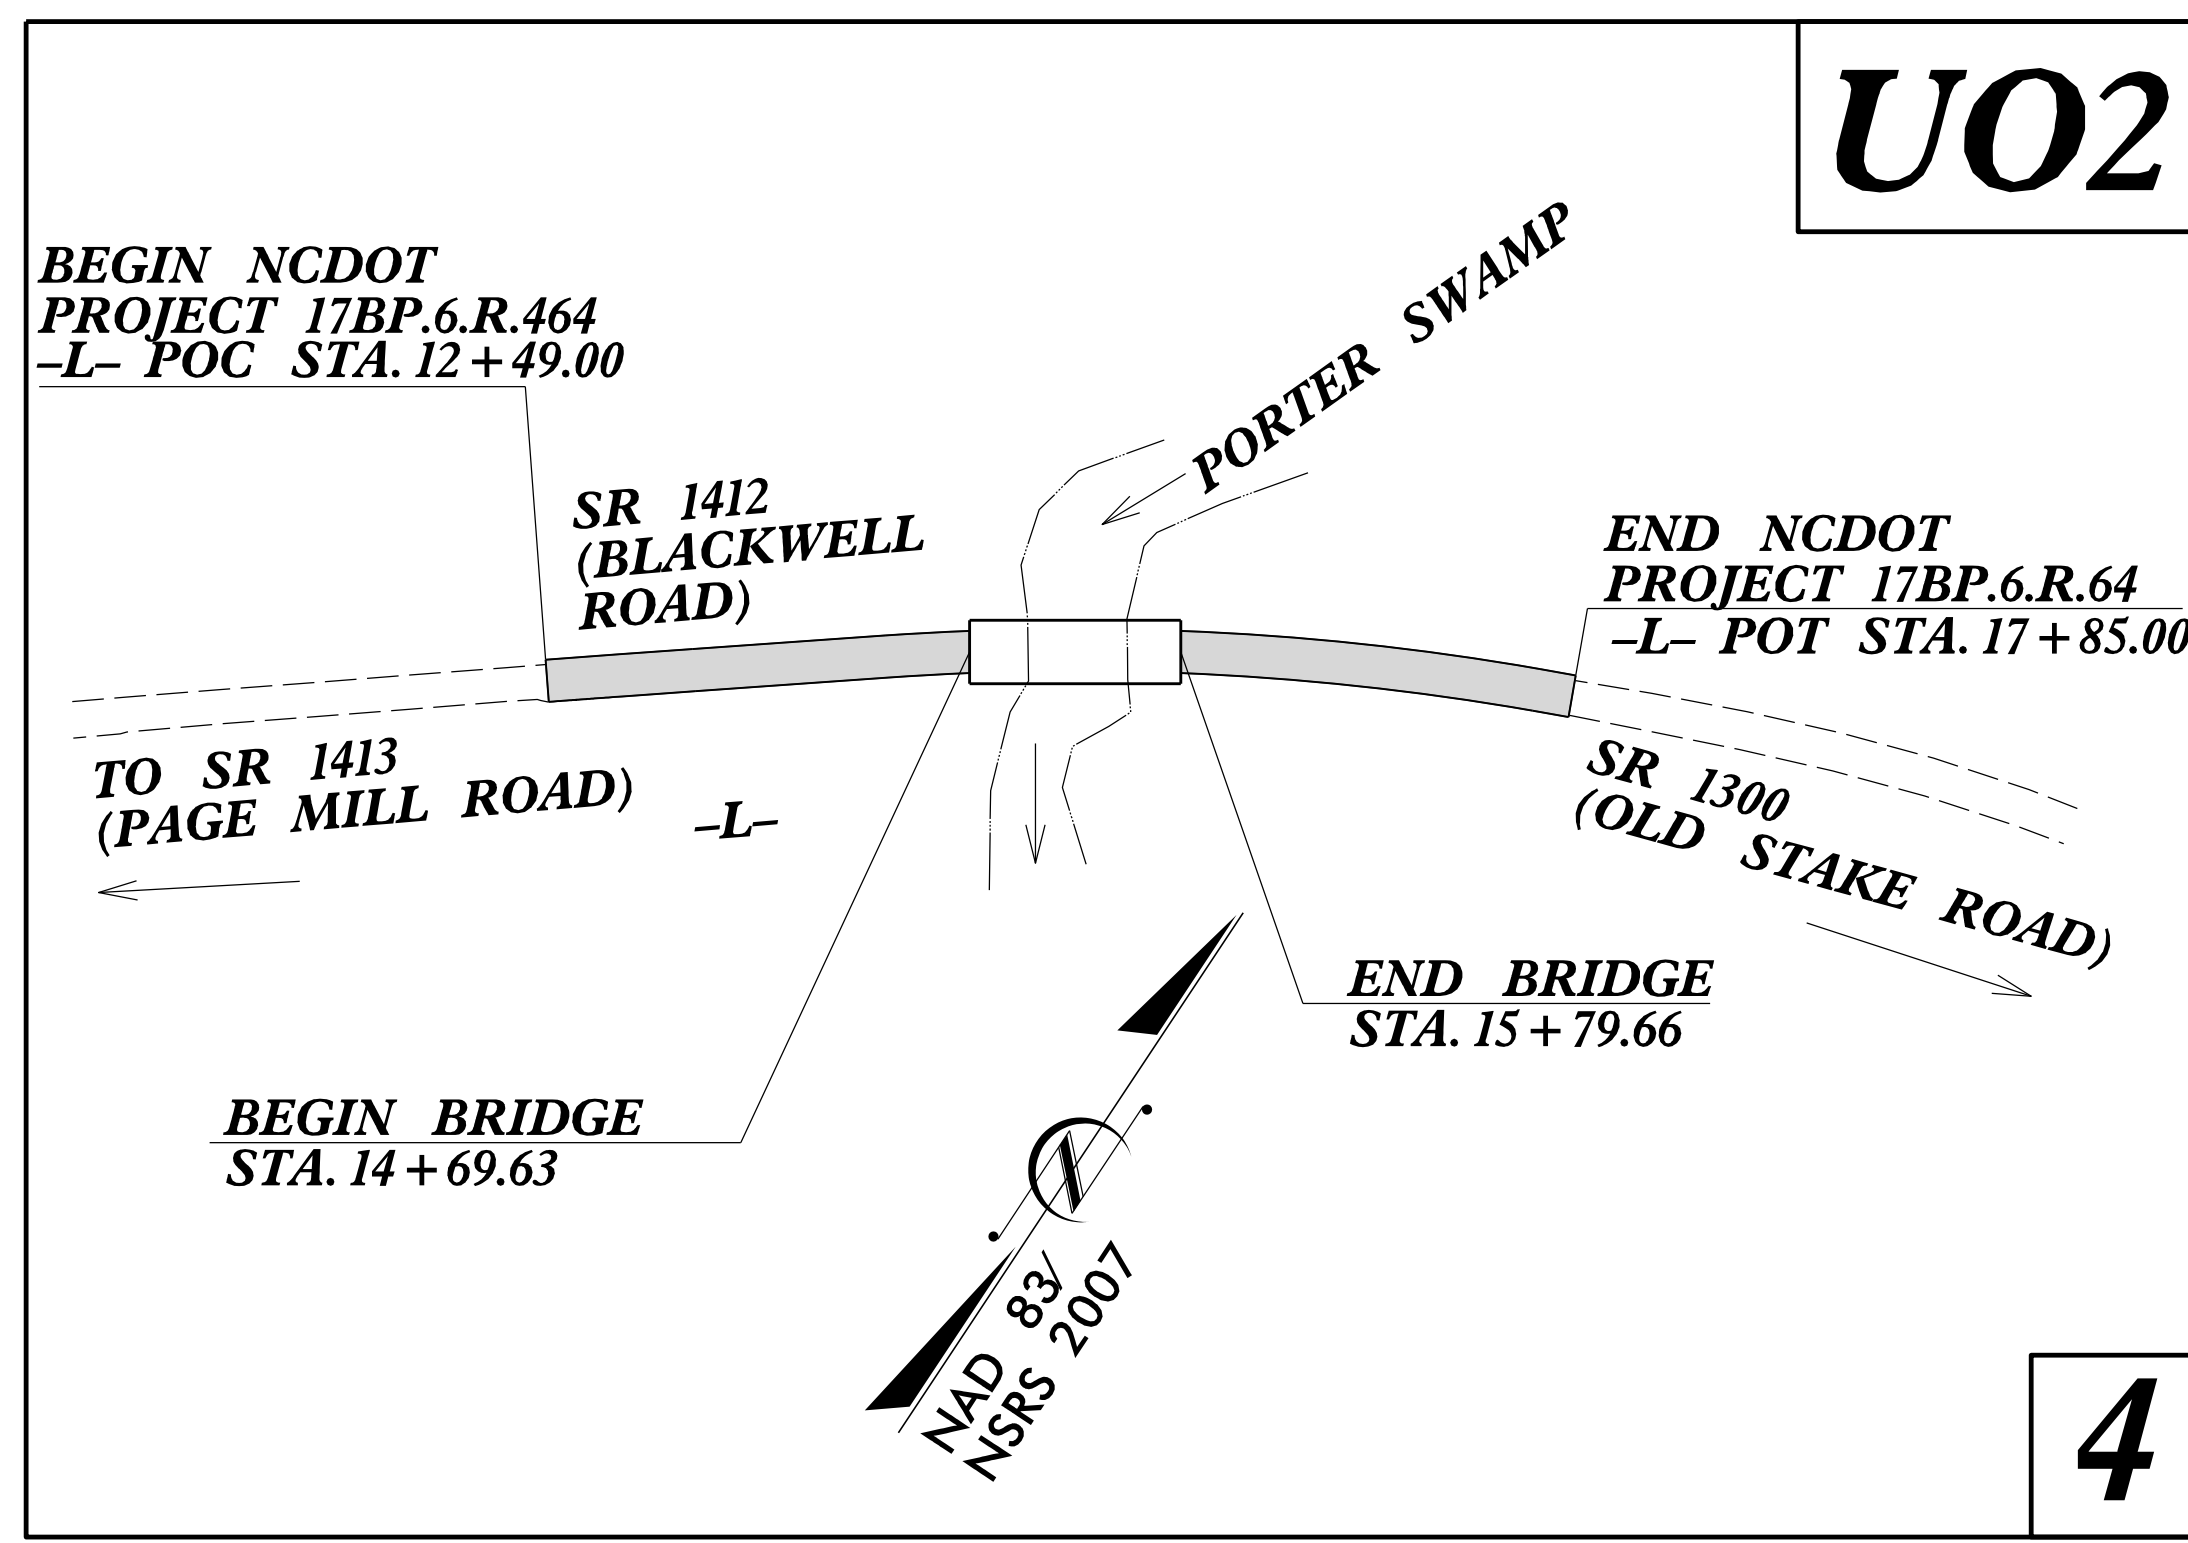 UO2
BEGIN NCDOT
PROJECT 17BP.6.R.464
-L- POC STA. 12+49.00
PORTER SWAMP
SR 1412
(BLACKWELL
ROAD)
END NCDOT
PROJECT 17BP.6.R.64
-L- POT STA. 17+85.00
TO SR 1413
(PAGE MILL ROAD)
-L-
SR 1300
(OLD STAKE ROAD)
END BRIDGE
STA. 15+79.66
BEGIN BRIDGE
STA. 14+69.63
N
NAD 83/
NSRS 2007
4